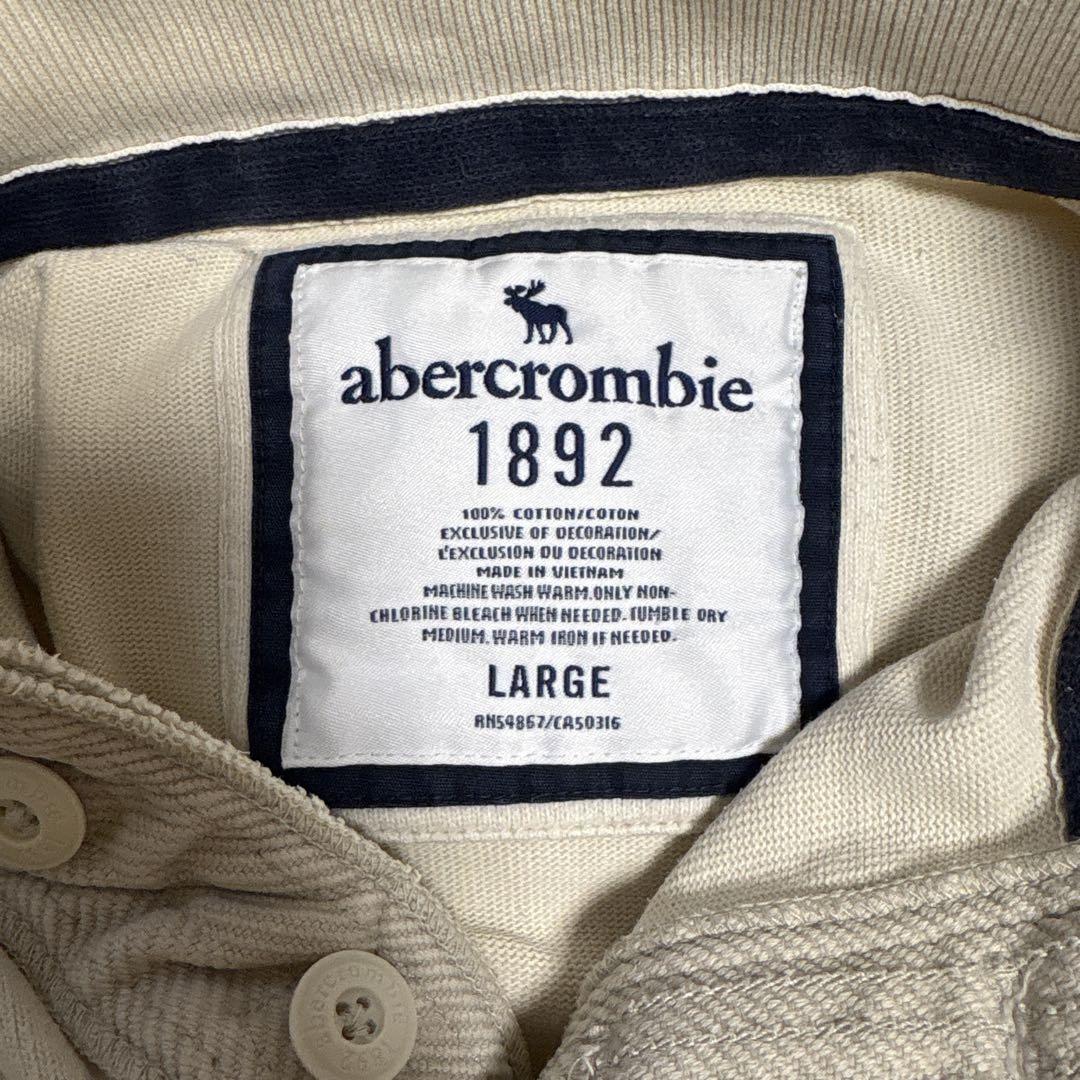 abercrombie
1892
100% COTTON/COTON
EXCLUSIVE OF DECORATION/
L'EXCLUSION DU DECORATION
MADE IN VIETNAM
MACHINE WASH WARM. ONLY NON-
CHLORINE BLEACH WHEN NEEDED. TUMBLE DRY
MEDIUM. WARM IRON IF NEEDED.
LARGE
RN54867/CA50316
abercrombie